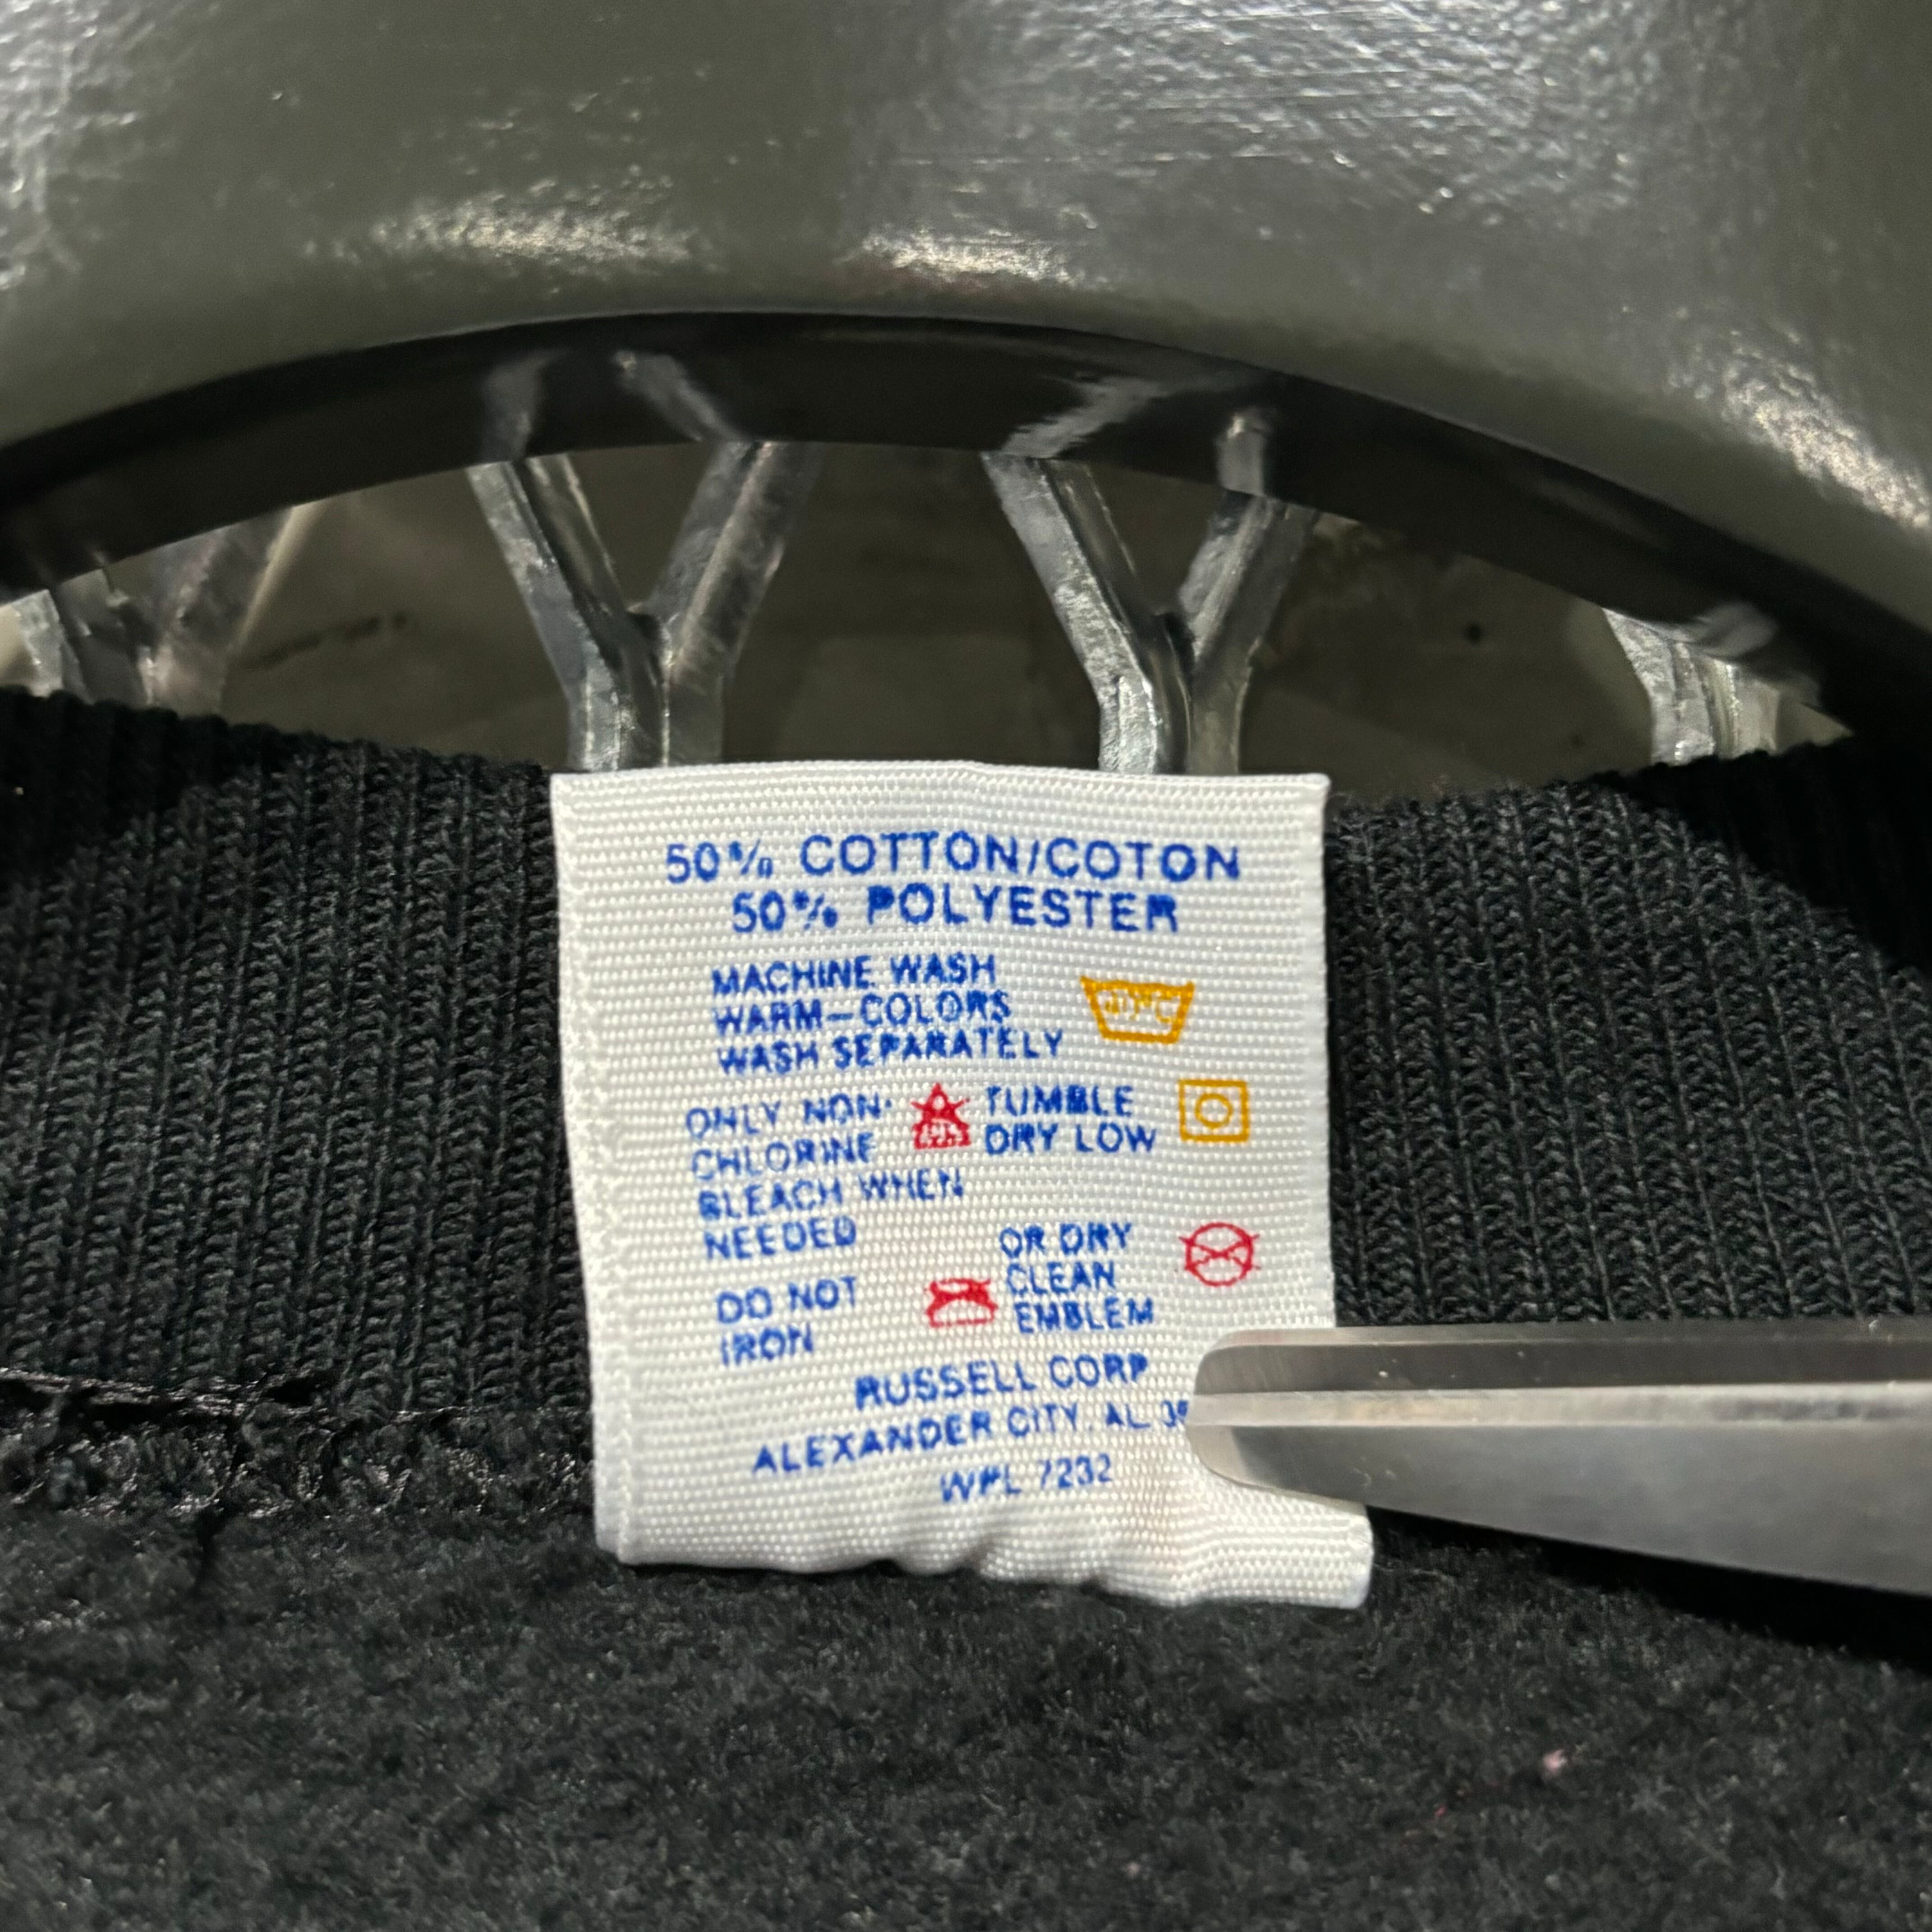 50% COTTON/COTON
50% POLYESTER
MACHINE WASH
WARM—COLORS
WASH SEPARATELY
ONLY NON-
CHLORINE
BLEACH WHEN
NEEDED
TUMBLE
DRY LOW
DO NOT
IRON
OR DRY
CLEAN
EMBLEM
RUSSELL CORP
ALEXANDER CITY, AL
WPL 7232